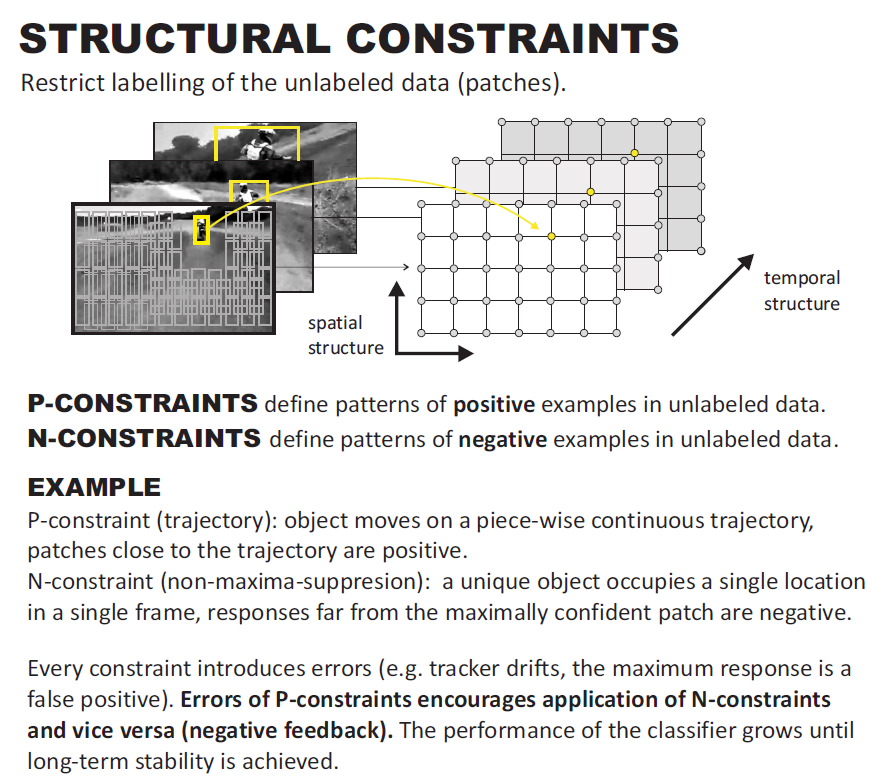 STRUCTURAL CONSTRAINTS
Restrict labelling of the unlabeled data (patches).
spatial
structure
temporal
structure
P-CONSTRAINTS define patterns of positive examples in unlabeled data.
N-CONSTRAINTS define patterns of negative examples in unlabeled data.
EXAMPLE
P-constraint (trajectory): object moves on a piece-wise continuous trajectory,
patches close to the trajectory are positive.
N-constraint (non-maxima-suppresion): a unique object occupies a single location
in a single frame, responses far from the maximally confident patch are negative.
Every constraint introduces errors (e.g. tracker drifts, the maximum response is a
false positive). Errors of P-constraints encourages application of N-constraints
and vice versa (negative feedback). The performance of the classifier grows until
long-term stability is achieved.